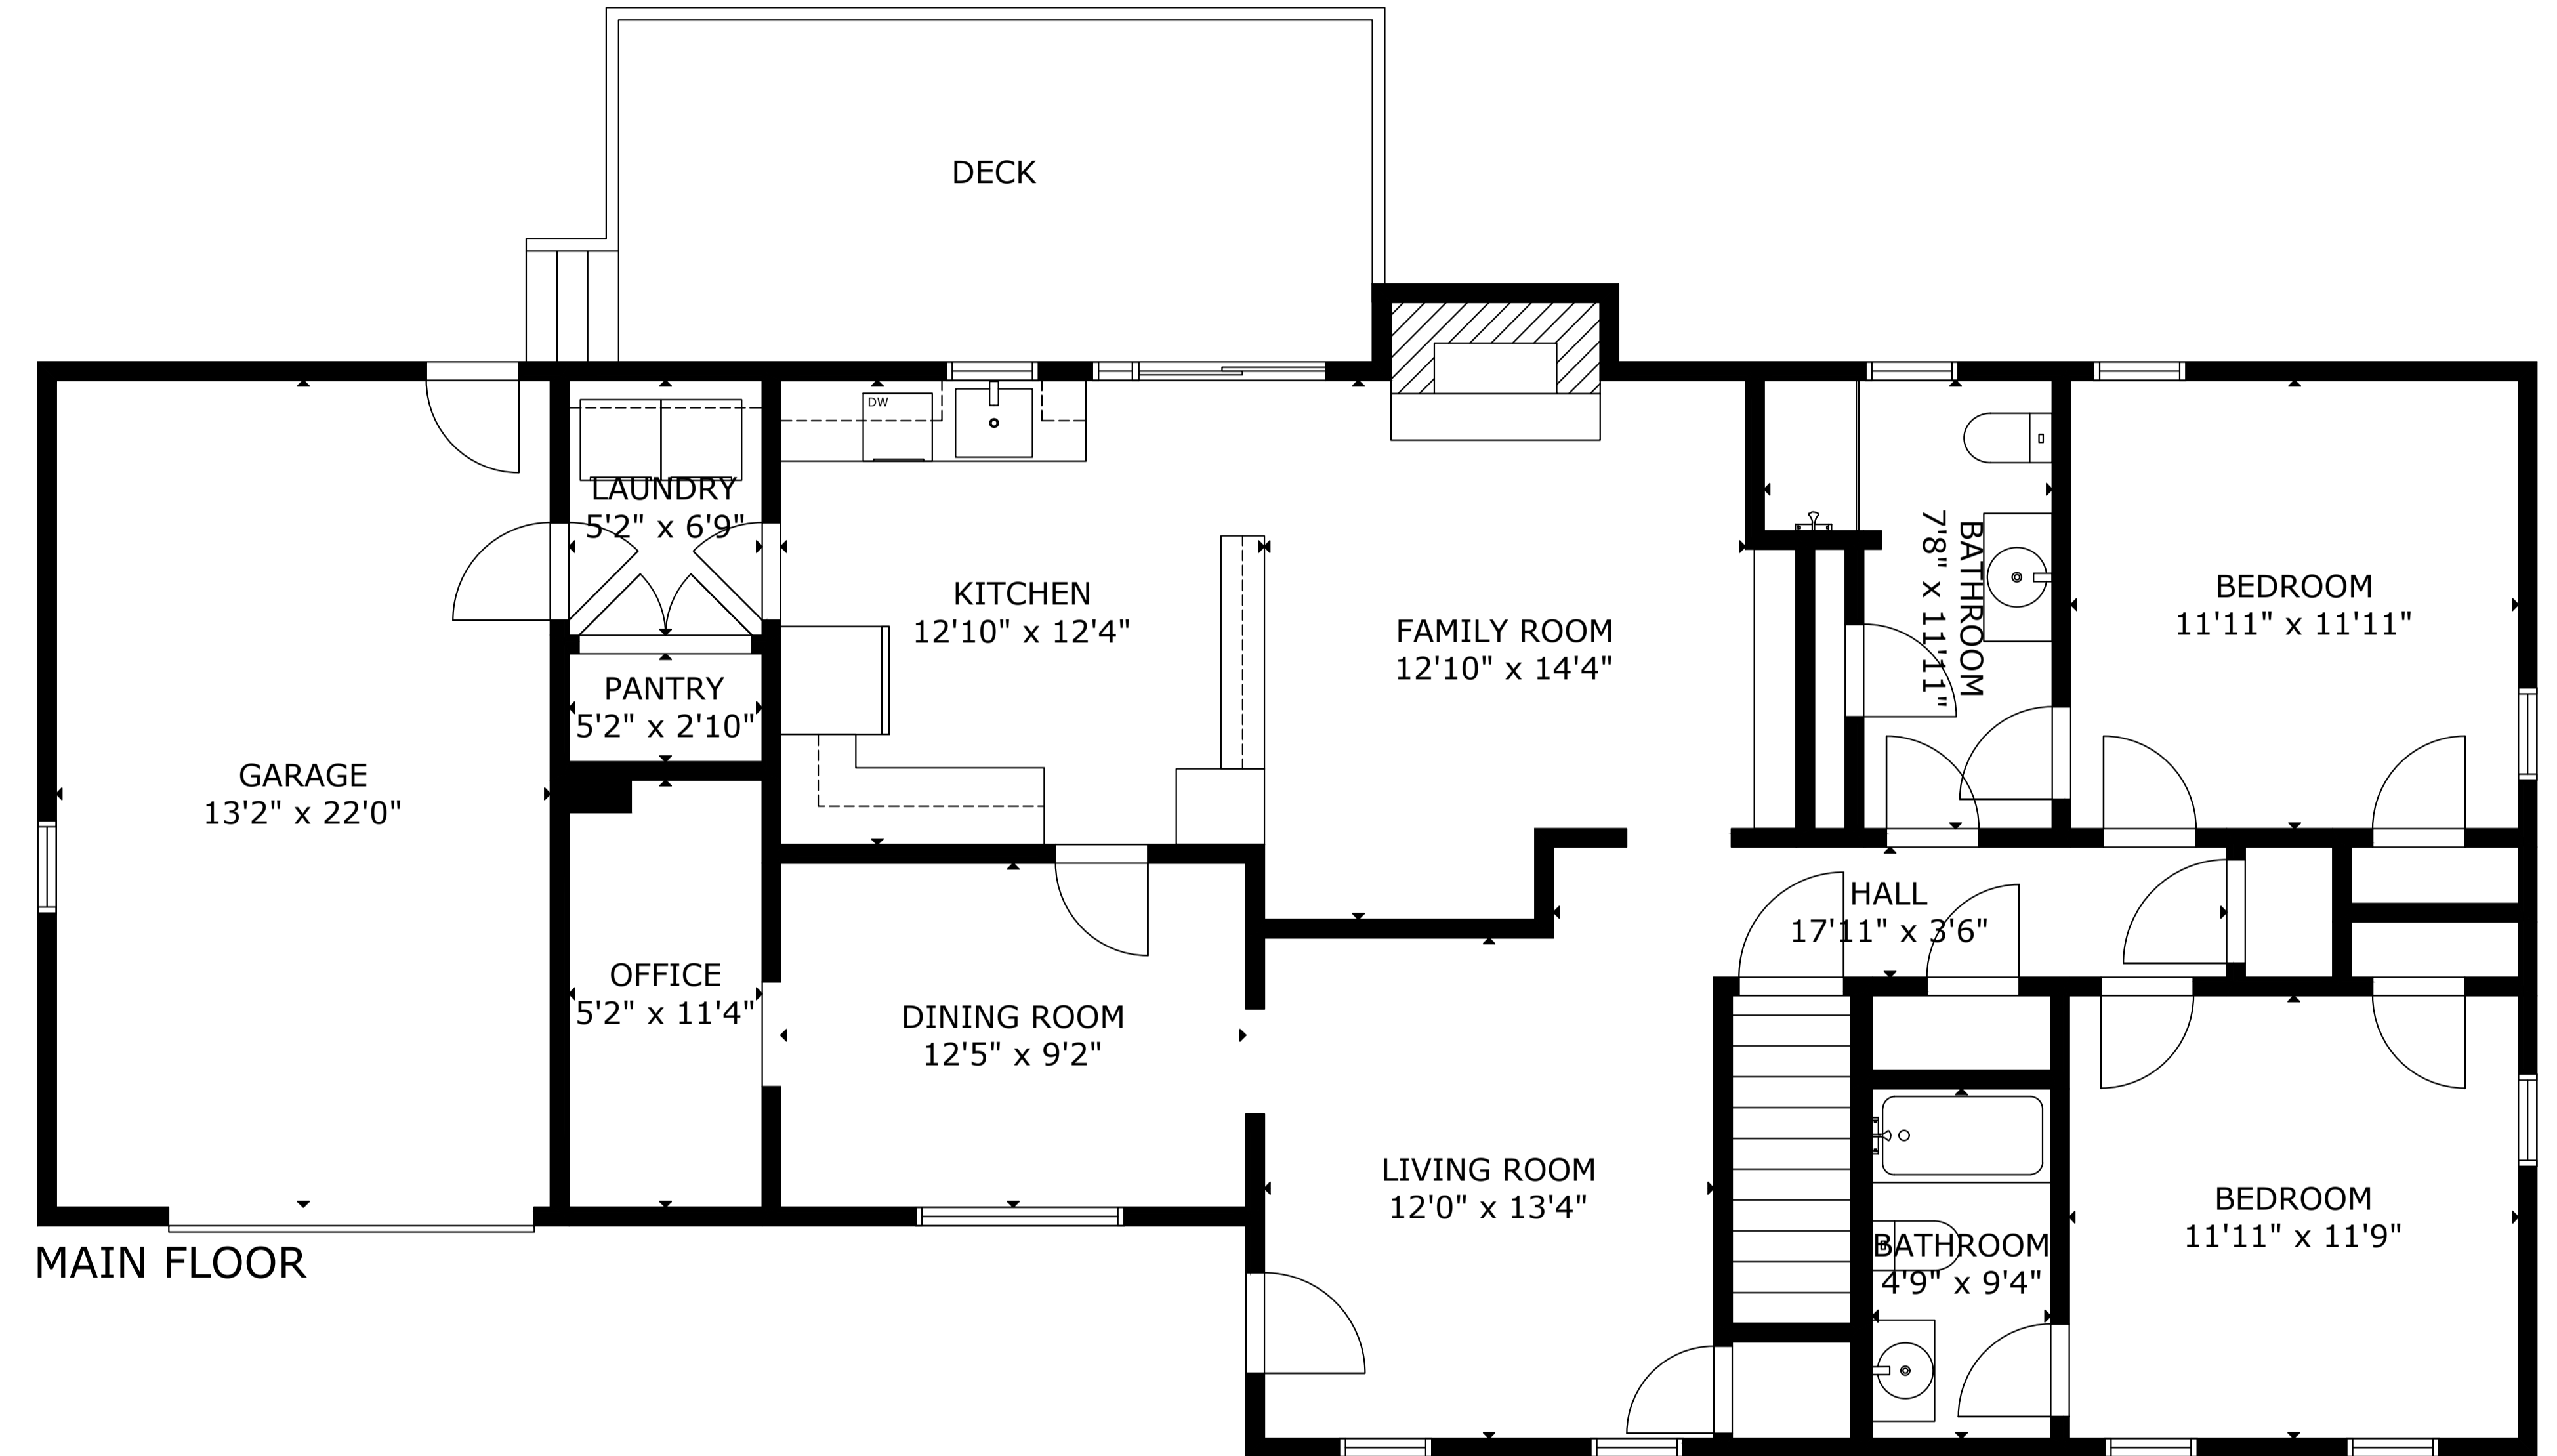 DECK
DW
LAUNDRY
5'2" x 6'9"
KITCHEN
12'10" x 12'4"
FAMILY ROOM
12'10" x 14'4"
BATHROOM
7'8" x 11'11"
BEDROOM
11'11" x 11'11"
PANTRY
5'2" x 2'10"
GARAGE
13'2" x 22'0"
HALL
17'11" x 3'6"
OFFICE
5'2" x 11'4"
DINING ROOM
12'5" x 9'2"
LIVING ROOM
12'0" x 13'4"
BATHROOM
4'9" x 9'4"
BEDROOM
11'11" x 11'9"
MAIN FLOOR